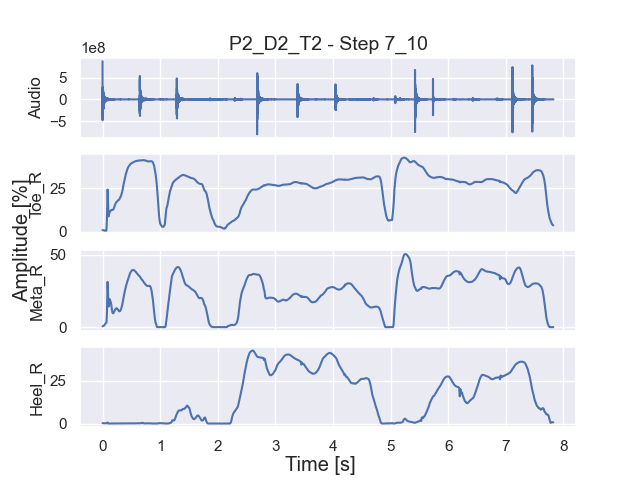 P2_D2_T2 - Step 7_10
1e8
Audio
5
0
−5
Amplitude [%]
Toe_R
25
0
Meta_R
50
0
Heel_R
25
0
0 1 2 3 4 5 6 7 8
Time [s]